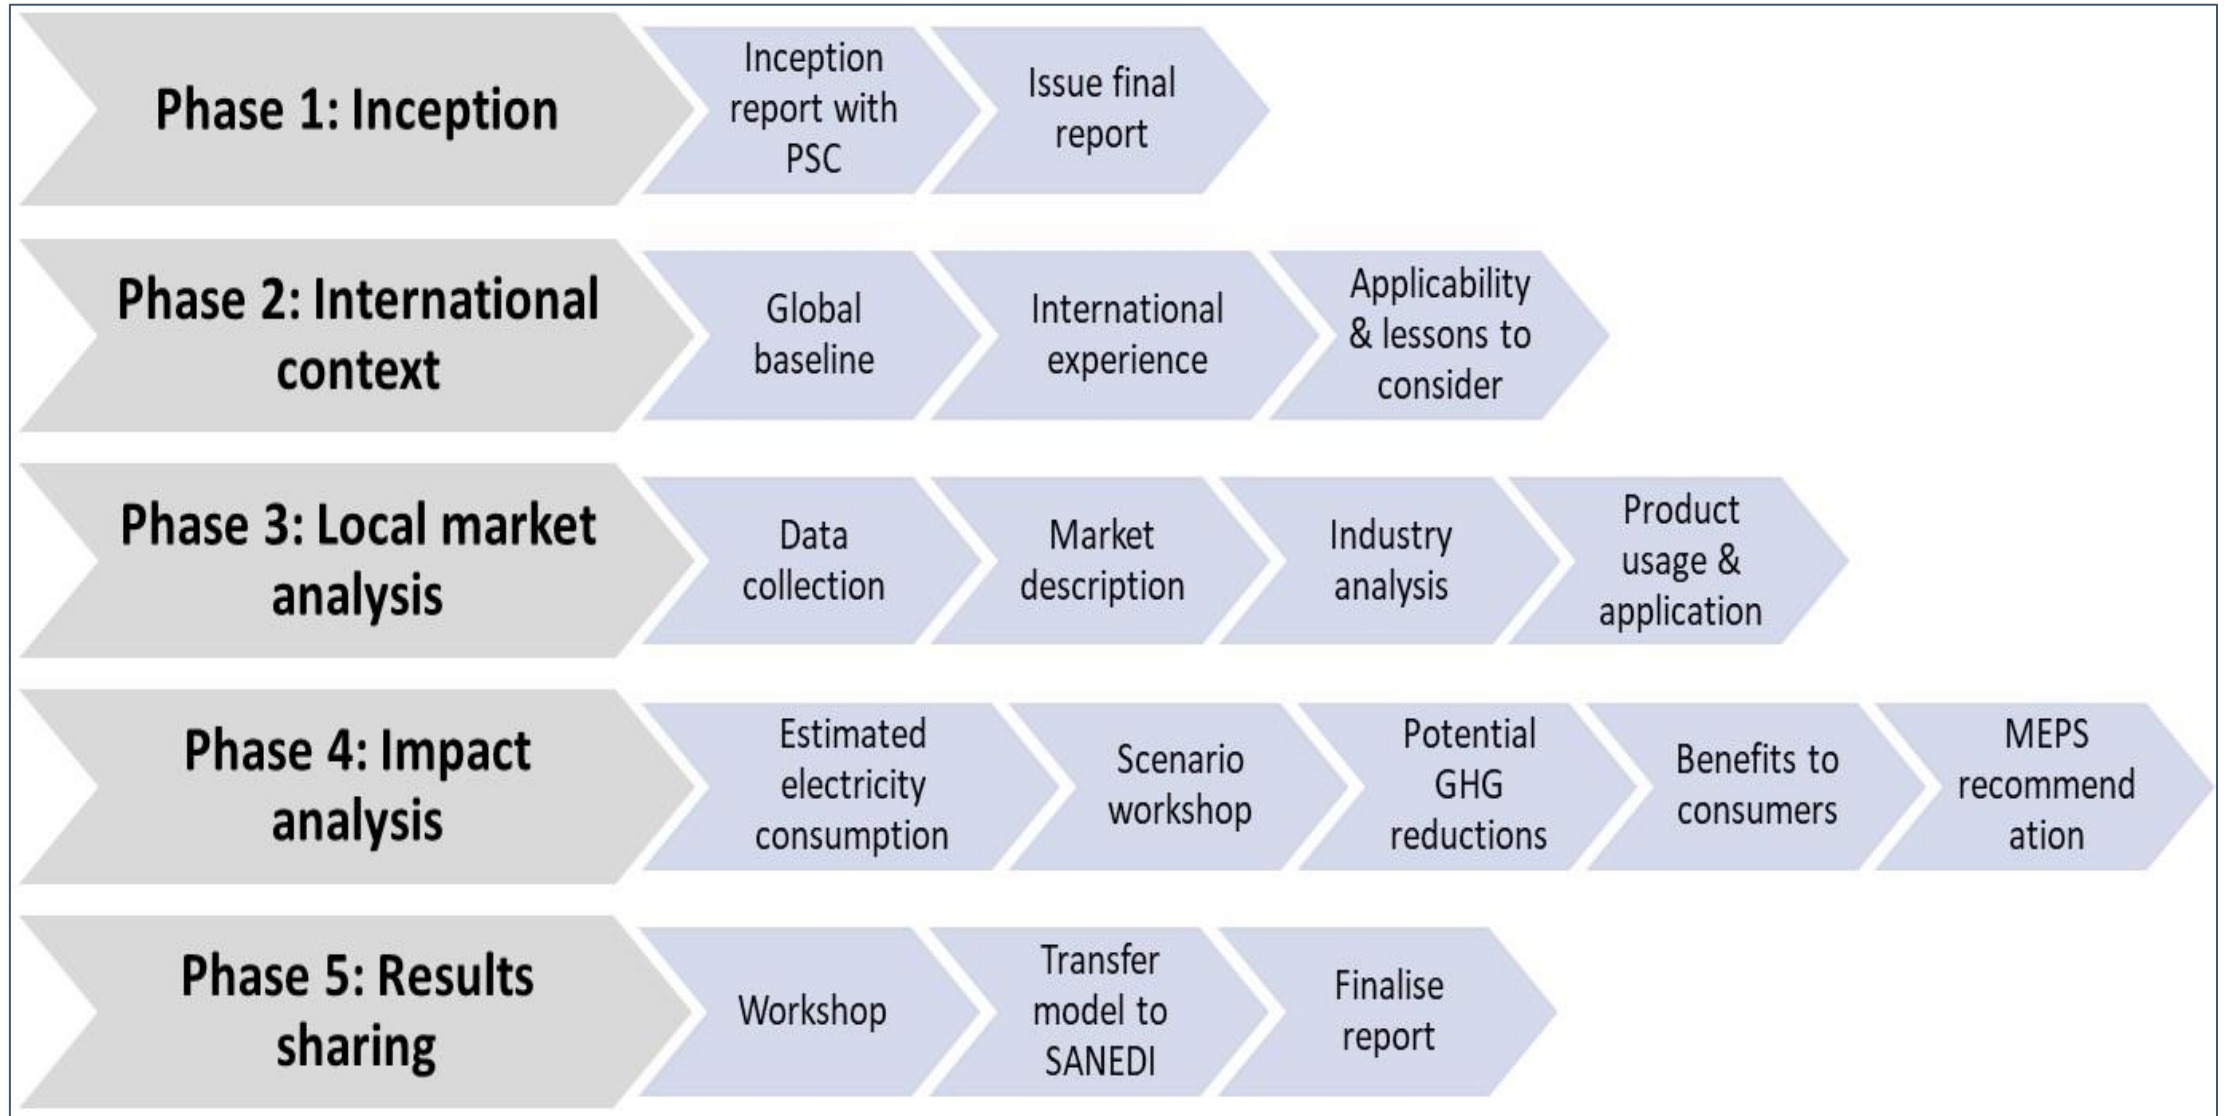 Phase 1: Inception
Inception
report with
PSC
Issue final
report
Phase 2: International
context
Global
baseline
International
experience
Applicability
& lessons to
consider
Phase 3: Local market
analysis
Data
collection
Market
description
Industry
analysis
Product
usage &
application
Phase 4: Impact
analysis
Estimated
electricity
consumption
Scenario
workshop
Potential
GHG
reductions
Benefits to
consumers
MEPS
recommend
ation
Phase 5: Results
sharing
Workshop
Transfer
model to
SANEDI
Finalise
report